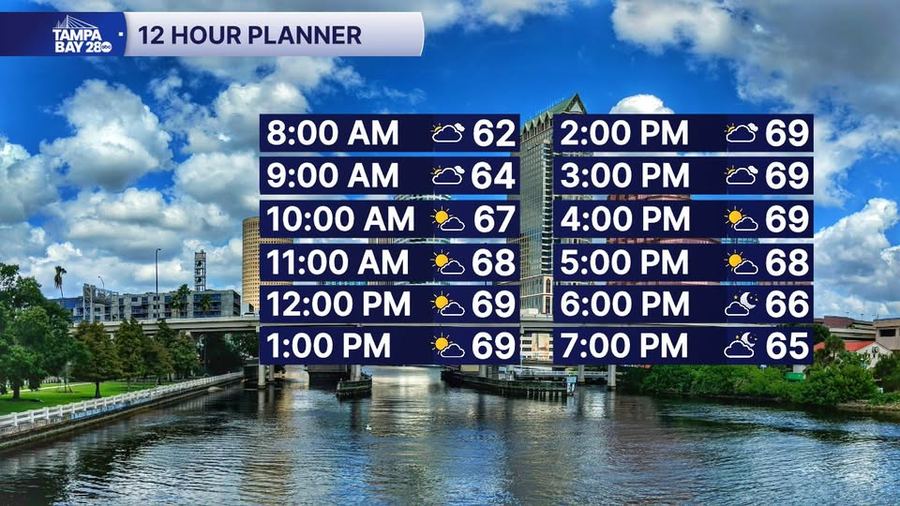 TAMPA
BAY 28 abc
12 HOUR PLANNER
8:00 AM 62
9:00 AM 64
10:00 AM 67
11:00 AM 68
12:00 PM 69
1:00 PM 69
2:00 PM 69
3:00 PM 69
4:00 PM 69
5:00 PM 68
6:00 PM 66
7:00 PM 65